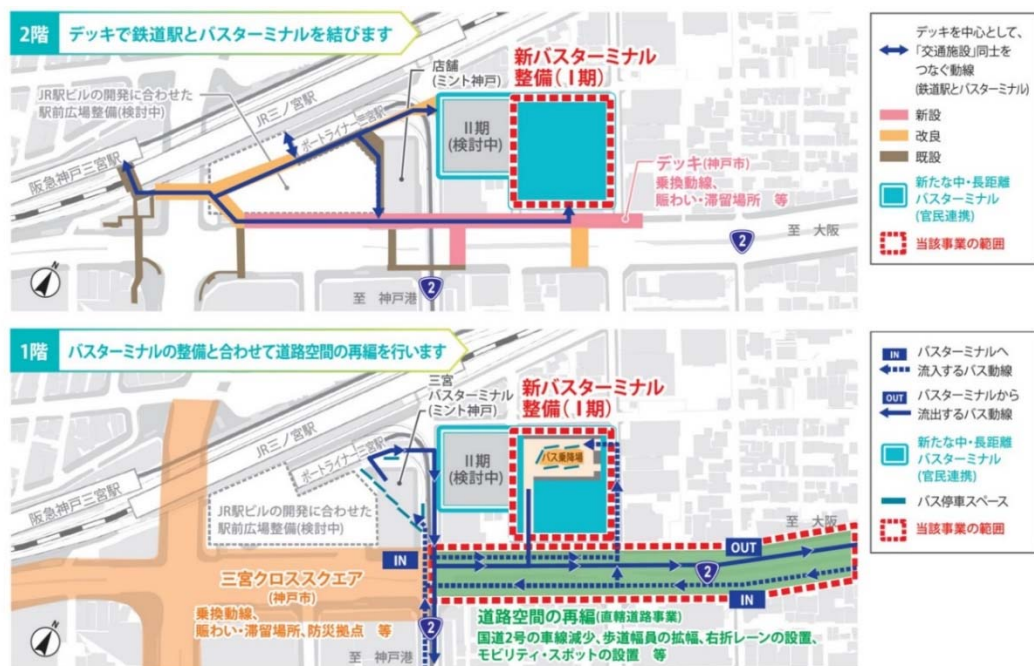 2階 デッキで鉄道駅とバスターミナルを結びます
JR駅ビルの開発に合わせた
駅前広場整備(検討中)
JR三ノ宮駅
ポートライナー三宮駅
阪急神戸三宮駅
店舗
(ミント神戸)
新バスターミナル
整備(Ⅰ期)
Ⅱ期
(検討中)
デッキ(神戸市)
乗換動線、
賑わい・滞留場所 等
2
至 大阪
N
至 神戸港
2
デッキを中心として、
「交通施設」同士を
つなぐ動線
(鉄道駅とバスターミナル)
新設
改良
既設
新たな中・長距離
バスターミナル
(官民連携)
当該事業の範囲
1階 バスターミナルの整備と合わせて道路空間の再編を行います
三宮
バスターミナル
(ミント神戸)
新バスターミナル
整備(Ⅰ期)
JR三ノ宮駅
ポートライナー三宮駅
阪急神戸三宮駅
Ⅱ期
(検討中)
バス乗降場
JR駅ビルの開発に合わせた
駅前広場整備(検討中)
至 大阪
IN
OUT
2
IN
三宮クロススクエア
(神戸市)
乗換動線、
賑わい・滞留場所、防災拠点 等
道路空間の再編(直轄道路事業)
国道2号の車線減少、歩道幅員の拡幅、右折レーンの設置、
モビリティ・スポットの設置 等
N
至 神戸港
2
IN バスターミナルへ
流入するバス動線
OUT バスターミナルから
流出するバス動線
新たな中・長距離
バスターミナル
(官民連携)
バス停車スペース
当該事業の範囲